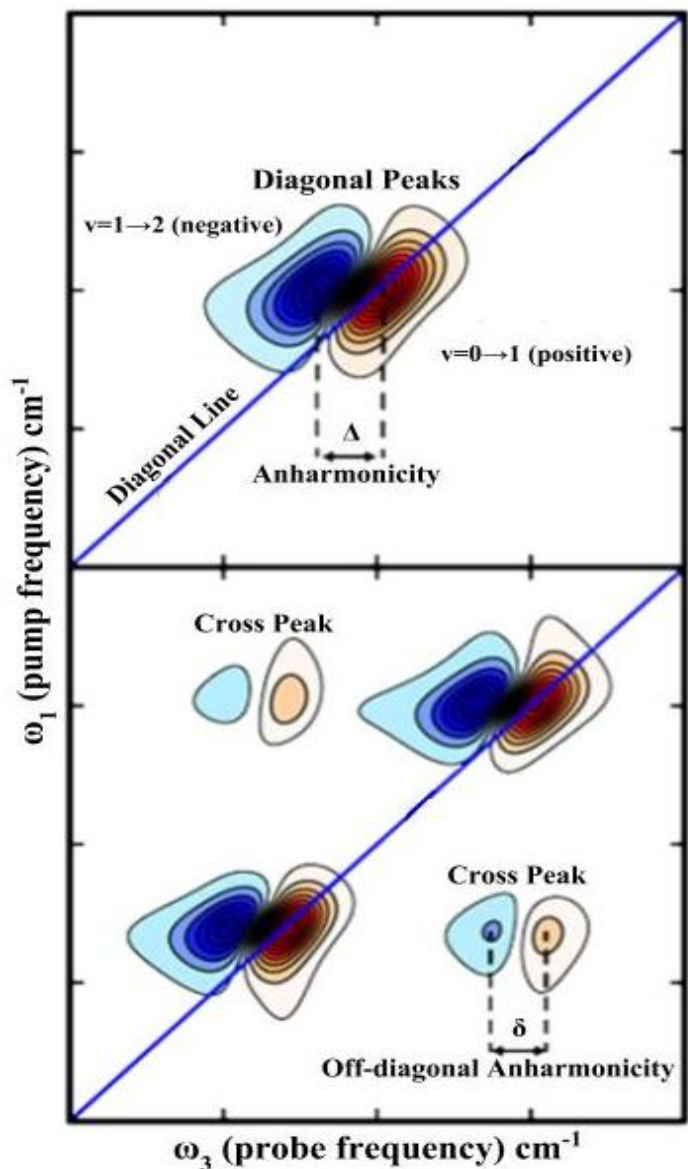 Diagonal Peaks
v=1→2 (negative)
v=0→1 (positive)
Diagonal Line
Δ
Anharmonicity
ω₁ (pump frequency) cm⁻¹
Cross Peak
Cross Peak
δ
Off-diagonal Anharmonicity
ω₃ (probe frequency) cm⁻¹